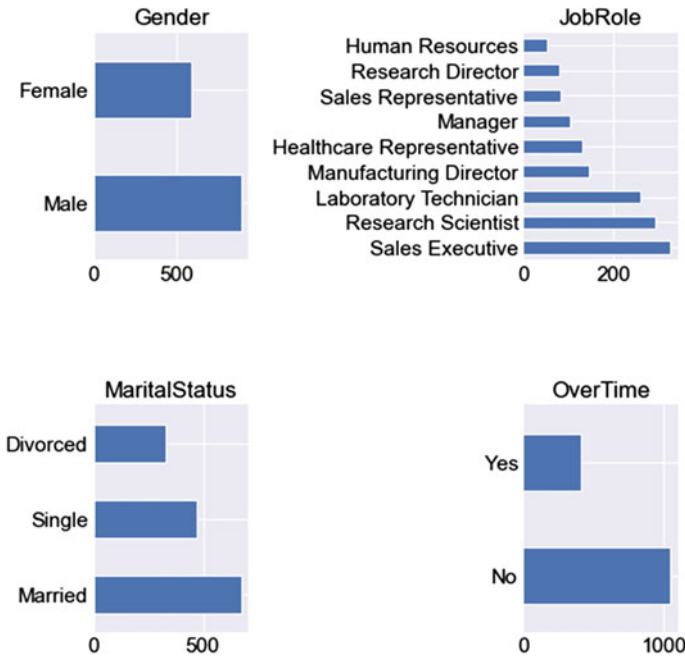 Gender
Female
Male
0 500
JobRole
Human Resources
Research Director
Sales Representative
Manager
Healthcare Representative
Manufacturing Director
Laboratory Technician
Research Scientist
Sales Executive
0 200
MaritalStatus
Divorced
Single
Married
0 500
OverTime
Yes
No
0 1000